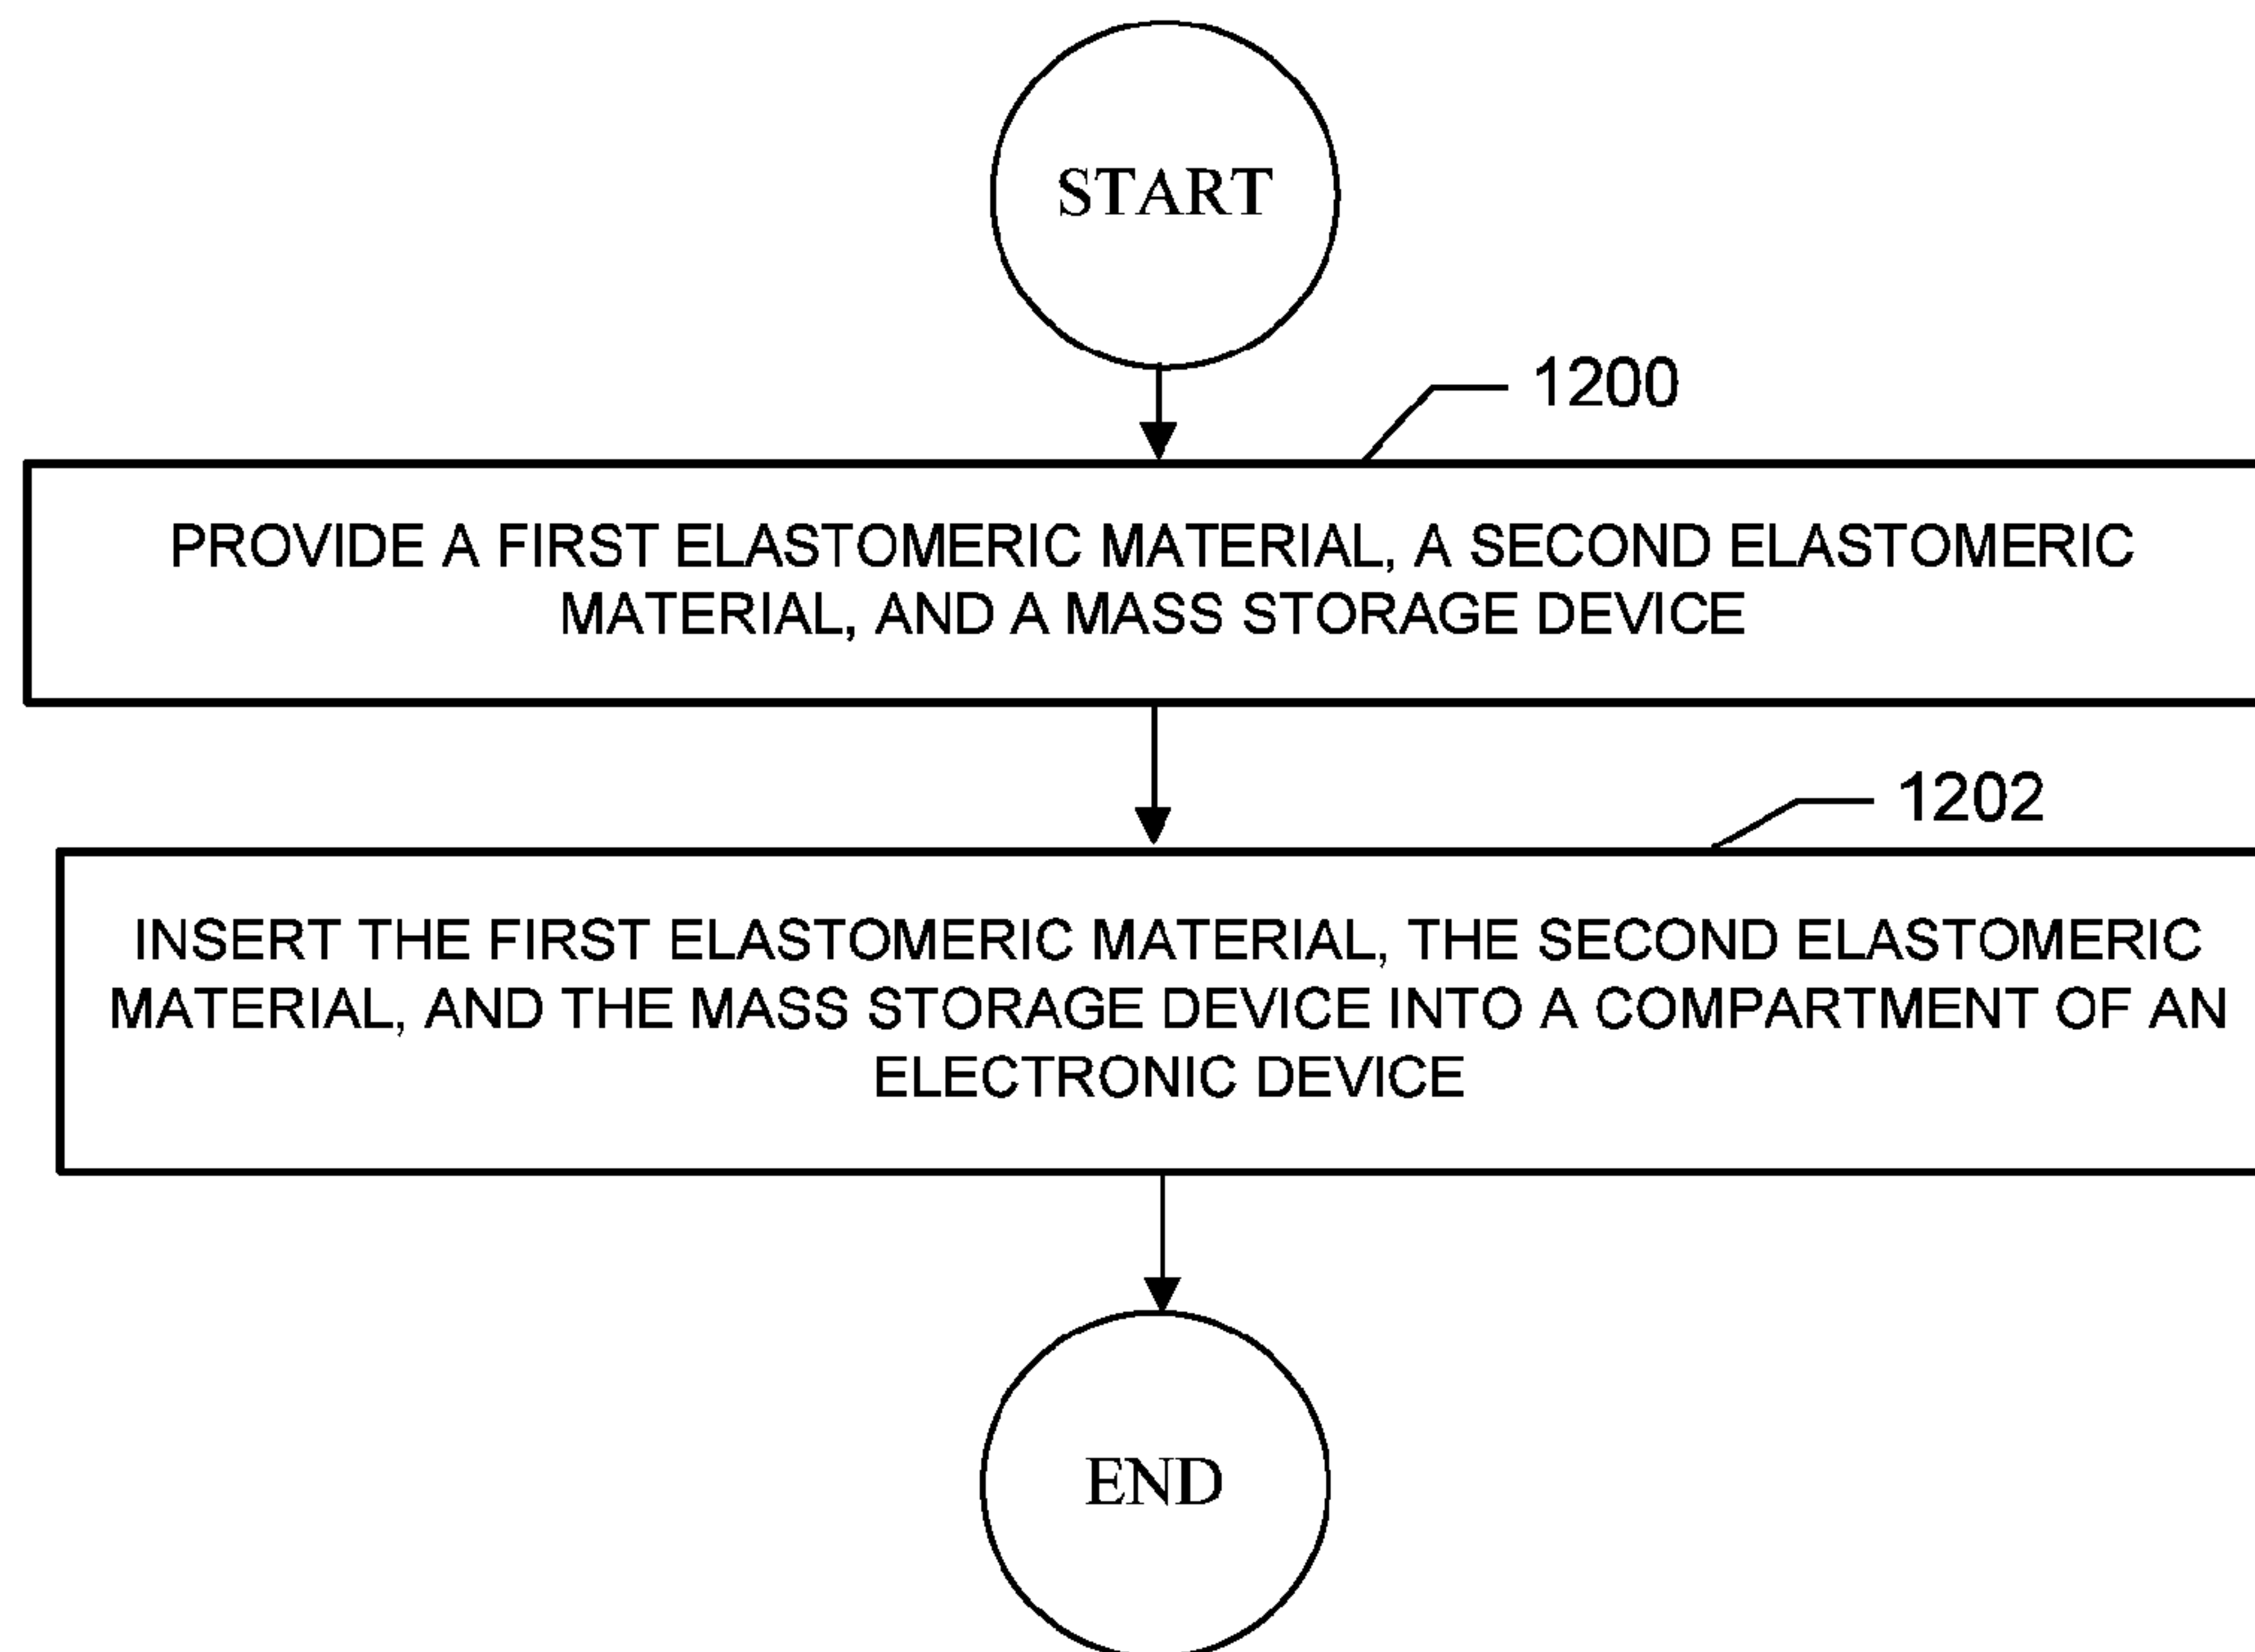 START
1200
PROVIDE A FIRST ELASTOMERIC MATERIAL, A SECOND ELASTOMERIC
MATERIAL, AND A MASS STORAGE DEVICE
1202
INSERT THE FIRST ELASTOMERIC MATERIAL, THE SECOND ELASTOMERIC
MATERIAL, AND THE MASS STORAGE DEVICE INTO A COMPARTMENT OF AN
ELECTRONIC DEVICE
END